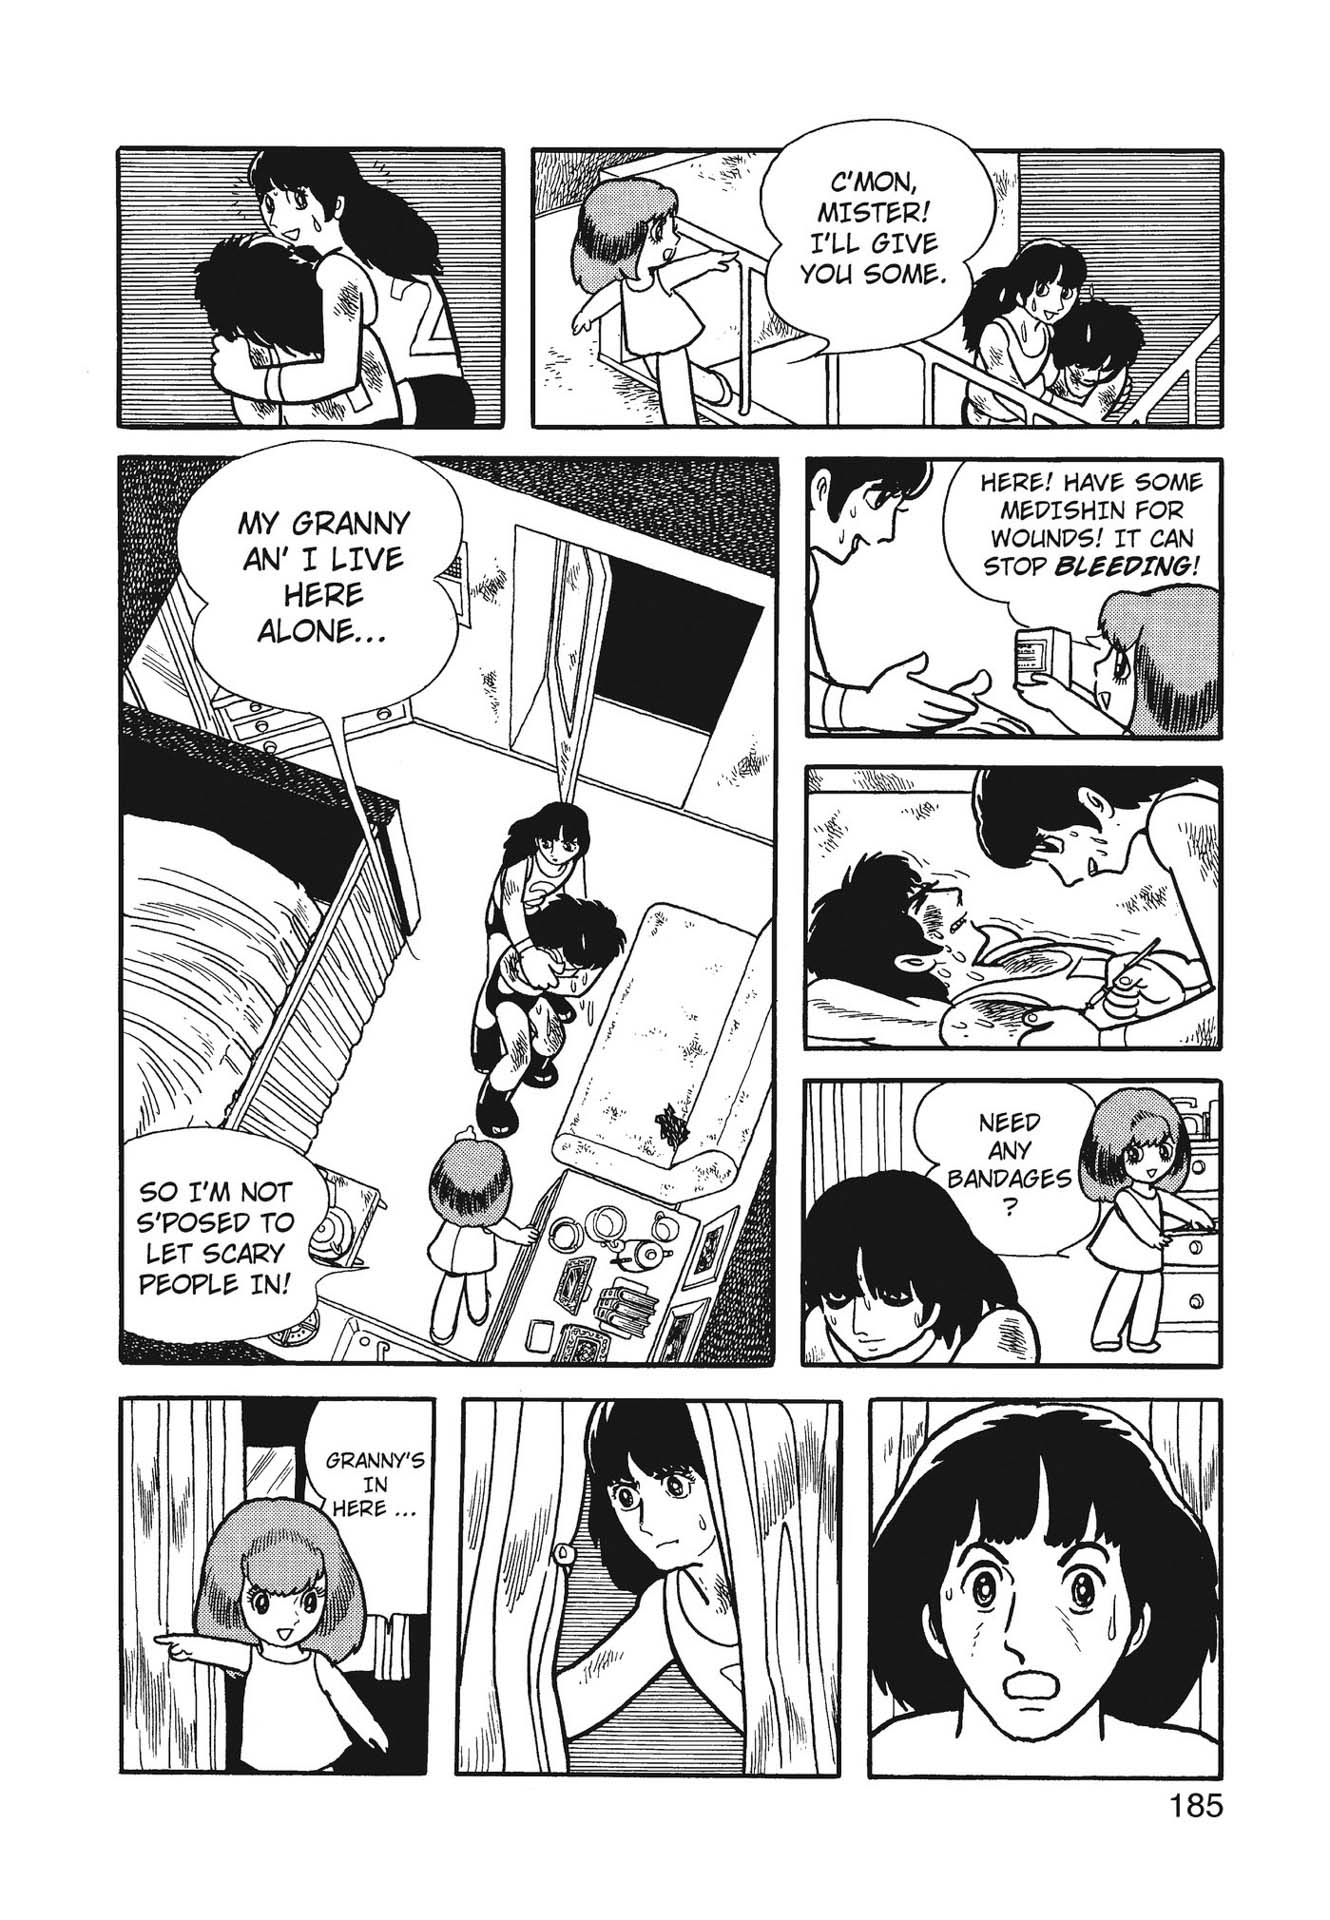 C'MON,
MISTER!
I'LL GIVE
YOU SOME.
MY GRANNY
AN' I LIVE
HERE
ALONE...
SO I'M NOT
S'POSED TO
LET SCARY
PEOPLE IN!
HERE! HAVE SOME
MEDISHIN FOR
WOUNDS! IT CAN
STOP BLEEDING!
NEED
ANY
BANDAGES
?
GRANNY'S
IN
HERE ...
2
185